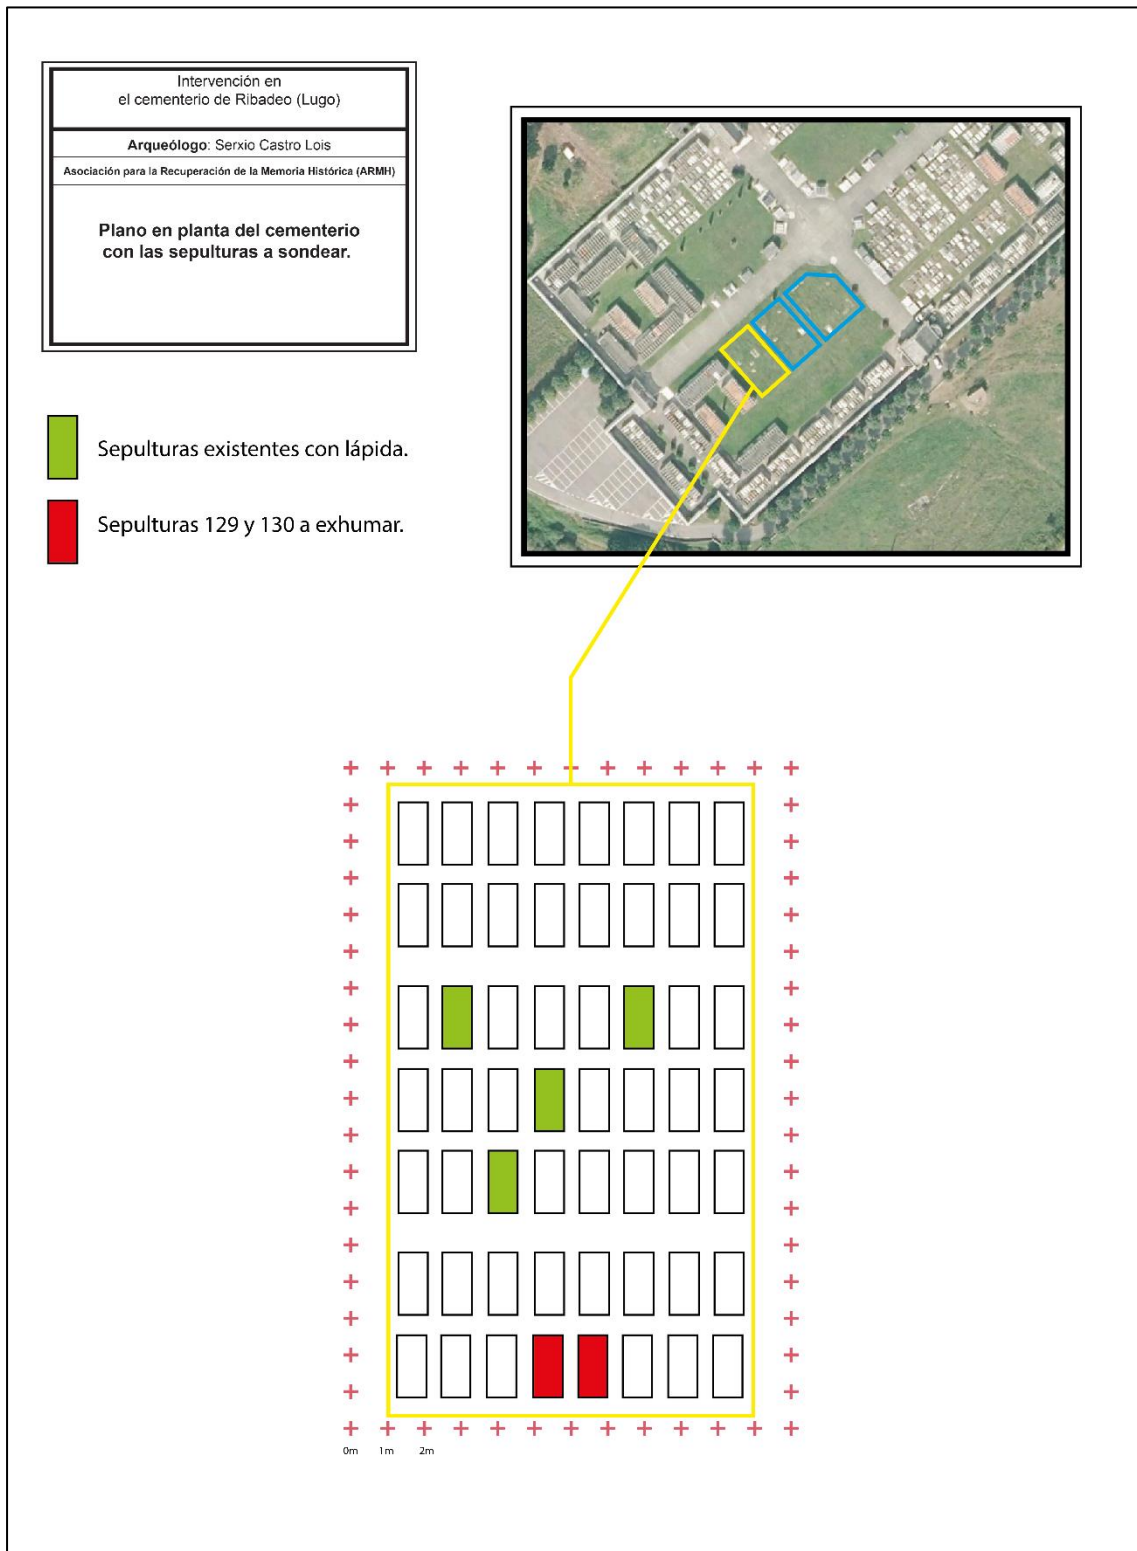 Intervención en
el cementerio de Ribadeo (Lugo)
Arqueólogo: Serxio Castro Lois
Asociación para la Recuperación de la Memoria Histórica (ARMH)
Plano en planta del cementerio
con las sepulturas a sondear.
Sepulturas existentes con lápida.
Sepulturas 129 y 130 a exhumar.
0m 1m 2m